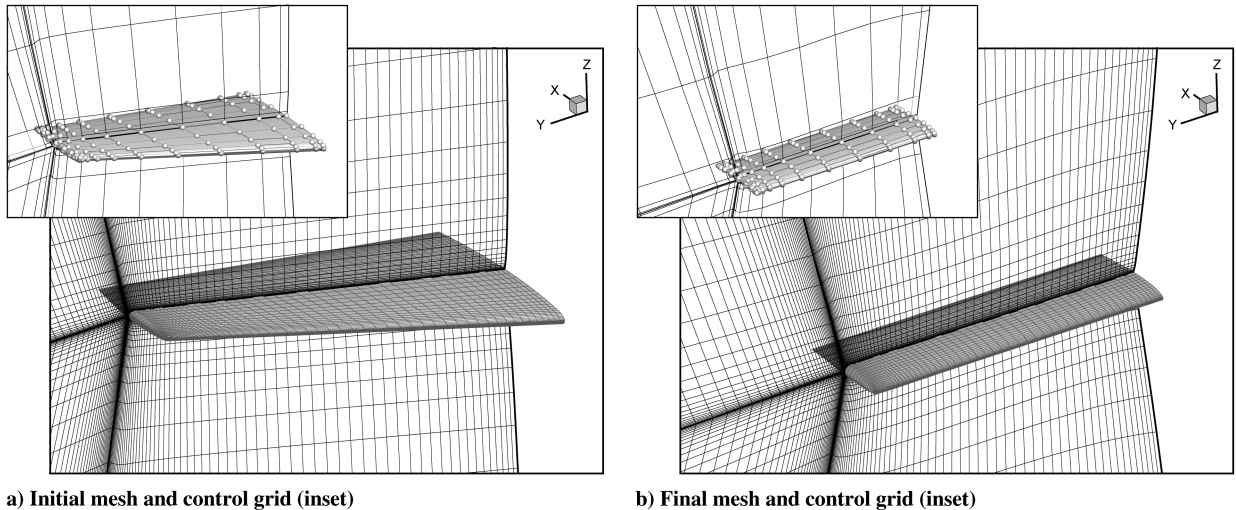 Z
X
Y
Z
X
Y
a) Initial mesh and control grid (inset)
b) Final mesh and control grid (inset)